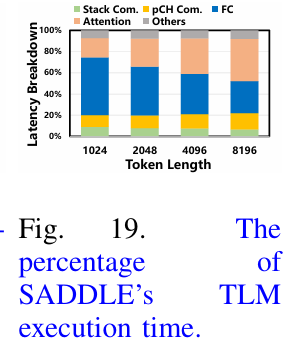 Stack Com. pCH Com. FC
Attention Others
Latency Breakdown
100%
80%
60%
40%
20%
0%
1024 2048 4096 8196
Token Length
- Fig. 19. The
percentage of
SADDLE's TLM
execution time.